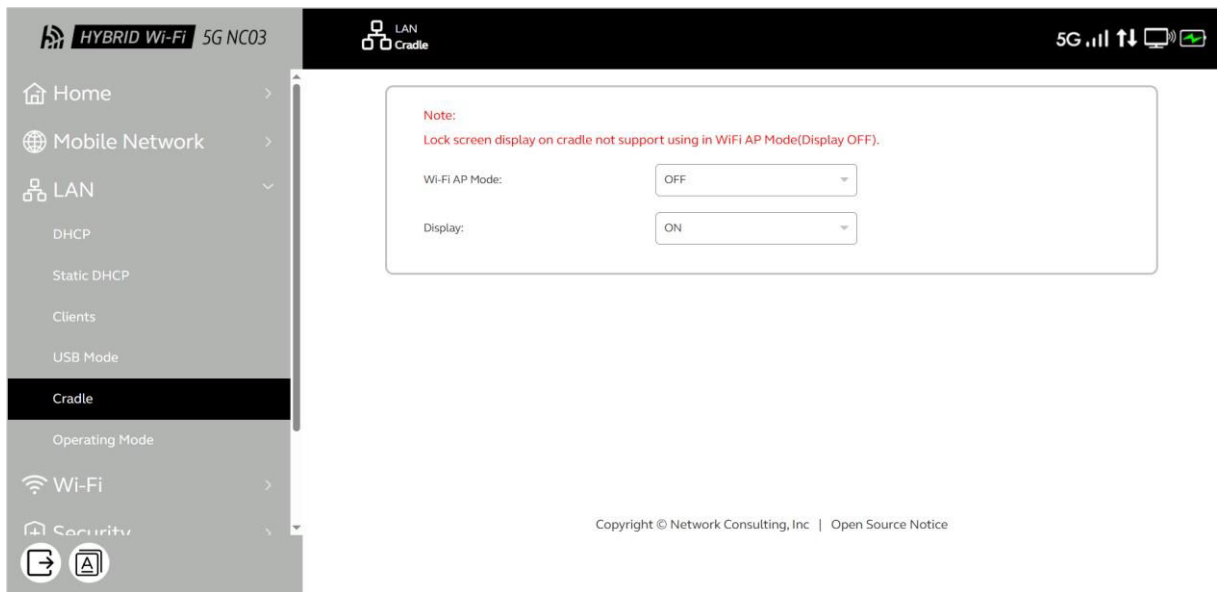 HYBRID Wi-Fi 5G NC03
LAN
Cradle
5G
Home
Mobile Network
LAN
DHCP
Static DHCP
Clients
USB Mode
Cradle
Operating Mode
Wi-Fi
Security
A
Note:
Lock screen display on cradle not support using in WiFi AP Mode(Display OFF).
Wi-Fi AP Mode: OFF
Display: ON
Copyright © Network Consulting, Inc | Open Source Notice